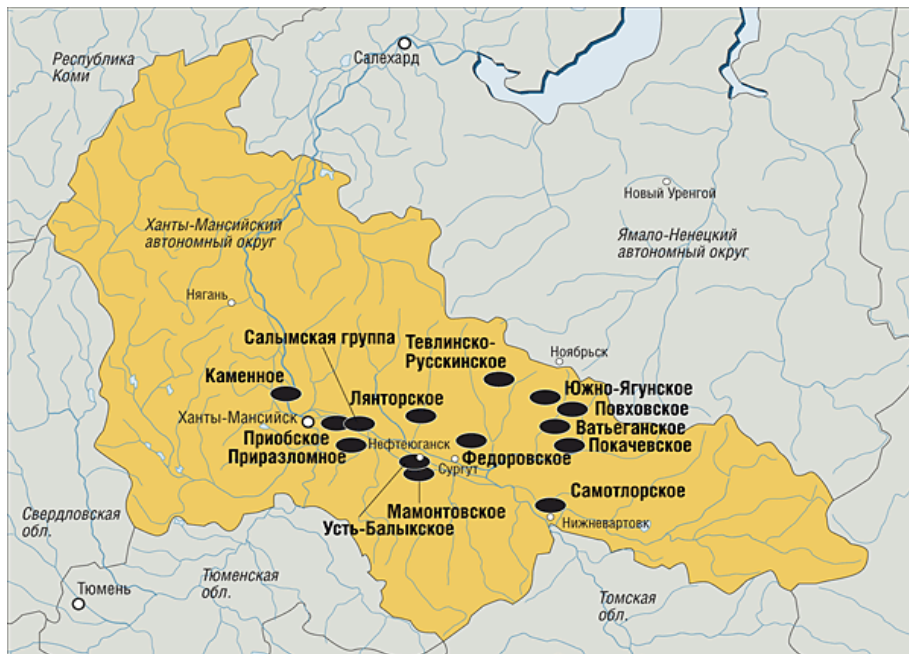 Республика
Коми
Салехард
Новый Уренгой
Ханты-Мансийский
автономный округ
Ямало-Ненецкий
автономный округ
Нягань
Салымская группа
Тевлинско-
Русскинское
Ноябрьск
Каменное
Лянторское
Южно-Ягунское
Повховское
Ханты-Мансийск
Ватьеганское
Приобское
Нефтеюганск
Покачевское
Приразломное
Федоровское
Сургут
Самотлорское
Мамонтовское
Усть-Балыкское
Нижневартовк
Свердловская
обл.
Тюменская
обл.
Тюмень
Томская
обл.